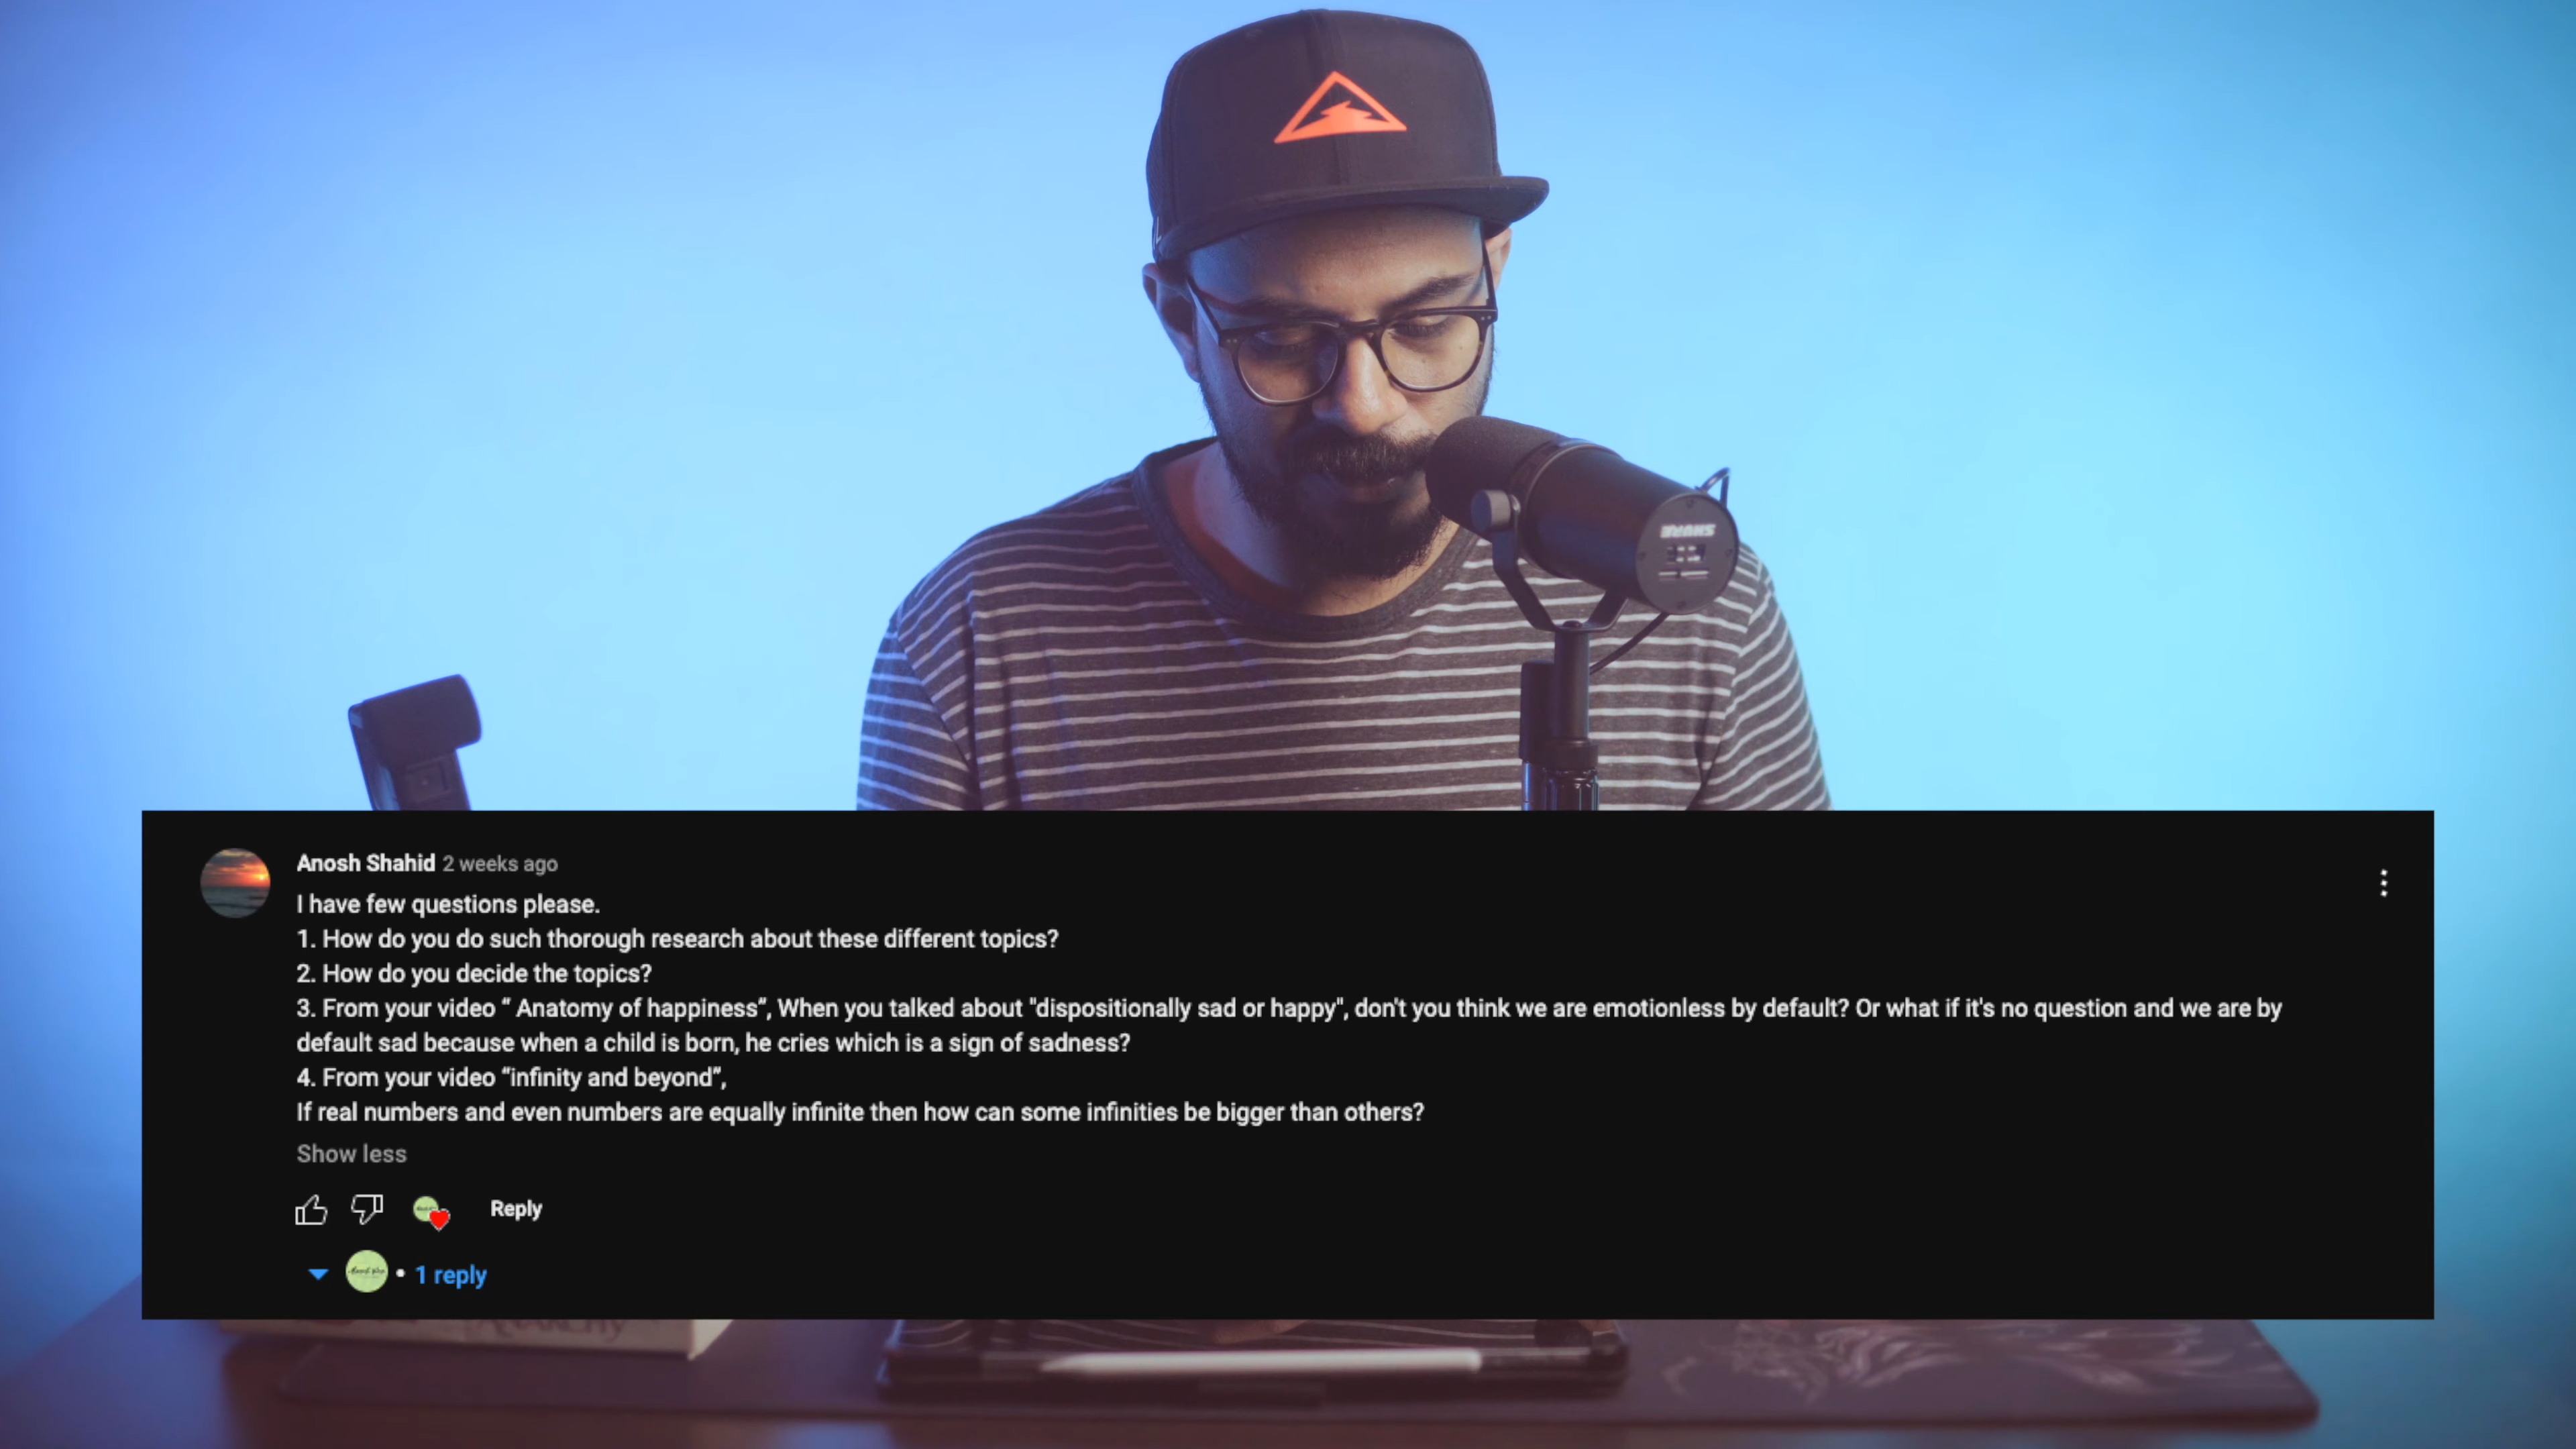 SHURE
Anosh Shahid 2 weeks ago
I have few questions please.
1. How do you do such thorough research about these different topics?
2. How do you decide the topics?
3. From your video “ Anatomy of happiness”, When you talked about "dispositionally sad or happy", don't you think we are emotionless by default? Or what if it's no question and we are by
default sad because when a child is born, he cries which is a sign of sadness?
4. From your video “infinity and beyond”,
If real numbers and even numbers are equally infinite then how can some infinities be bigger than others?
Show less
Reply
• 1 reply